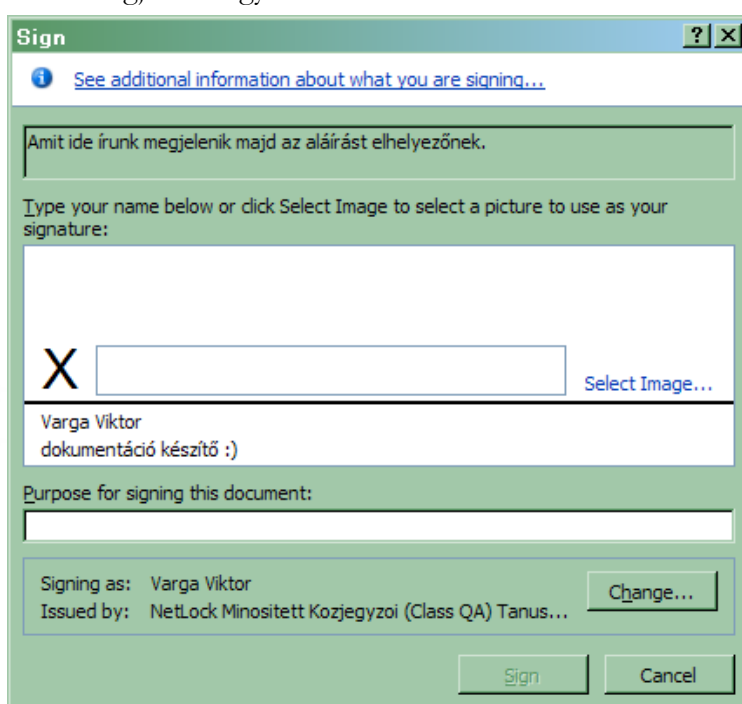 Sign
See additional information about what you are signing...
Amit ide írunk megjelenik majd az aláírást elhelyezőnek.
Type your name below or click Select Image to select a picture to use as your
signature:
X
Select Image...
Varga Viktor
dokumentáció készítő :)
Purpose for signing this document:
Signing as: Varga Viktor
Change...
Issued by: NetLock Minositett Kozjegyzoi (Class QA) Tanus...
Sign Cancel